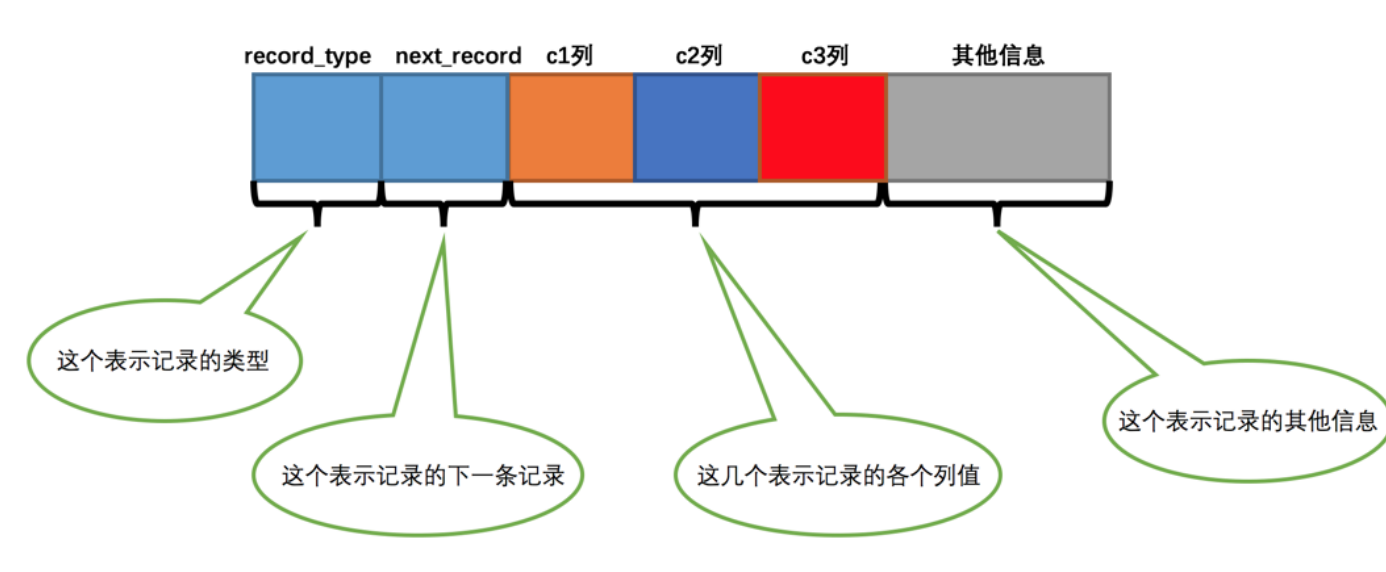 record_type next_record c1列 c2列 c3列 其他信息
这个表示记录的类型
这个表示记录的其他信息
这个表示记录的下一条记录
这几个表示记录的各个列值